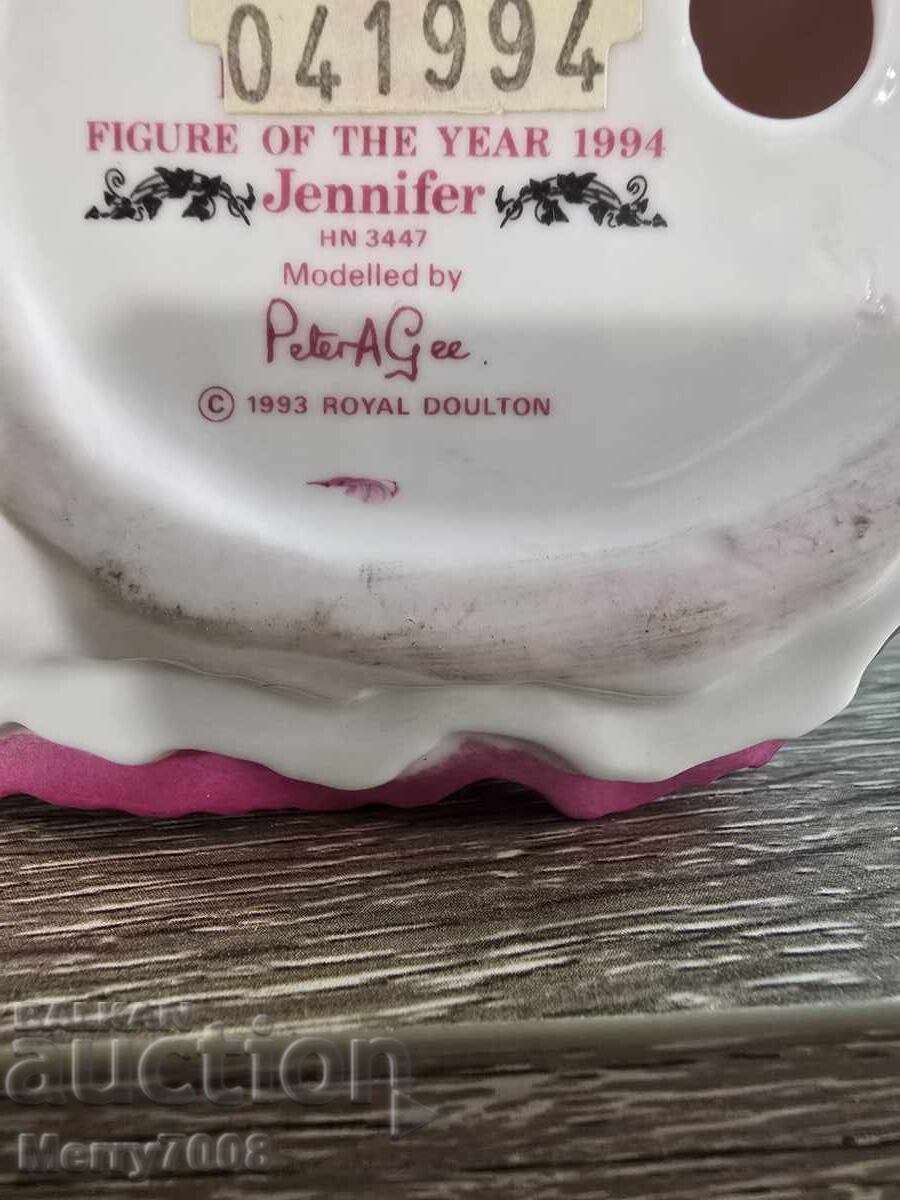 041994
FIGURE OF THE YEAR 1994
Jennifer
HN 3447
Modelled by
Peter A Gee.
© 1993 ROYAL DOULTON
BALKAN
auction
Merry7008